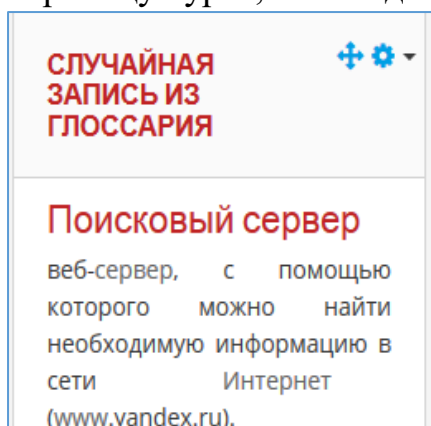 СЛУЧАЙНАЯ
ЗАПИСЬ ИЗ
ГЛОССАРИЯ
Поисковый сервер
веб-сервер, с помощью
которого можно найти
необходимую информацию в
сети Интернет
(www.yandex.ru).